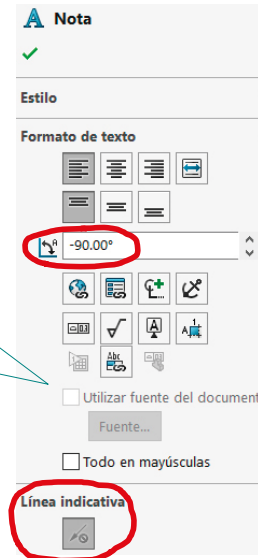 Nota
Estilo
Formato de texto
-90.00°
Utilizar fuente del document
Fuente...
Todo en mayúsculas
Línea indicativa